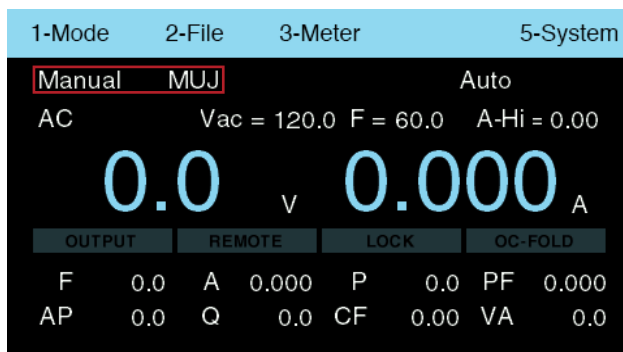 1-Mode 2-File 3-Meter 5-System
Manual MUJ Auto
AC Vac = 120.0 F = 60.0 A-Hi = 0.00
0.0 V 0.000 A
OUTPUT REMOTE LOCK OC-FOLD
F 0.0 A 0.000 P 0.0 PF 0.000
AP 0.0 Q 0.0 CF 0.00 VA 0.0